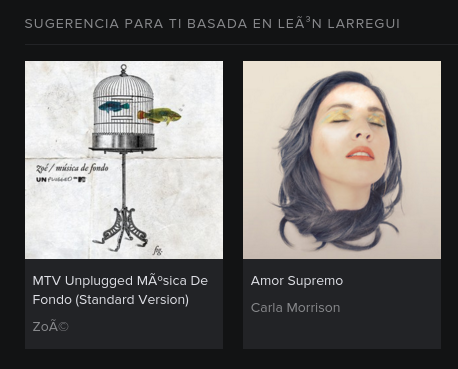 SUGERENCIA PARA TI BASADA EN LEÃ³N LARREGUI
Zoé / música de fondo
UNPLUGGED MTV
fig.
MTV Unplugged MÃºsica De
Fondo (Standard Version)
ZoÃ©
Amor Supremo
Carla Morrison